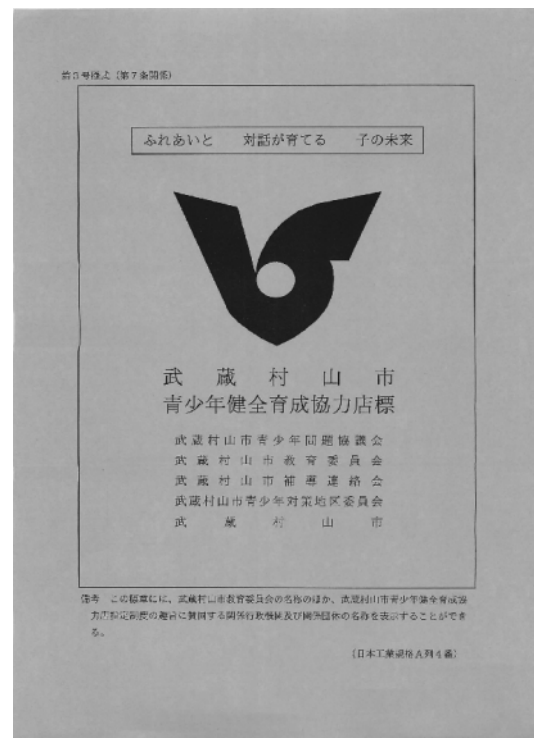 第3号様式（第7条関係）
ふれあいと　対話が育てる　子の未来
武蔵村山市
青少年健全育成協力店標
武蔵村山市青少年問題協議会
武蔵村山市教育委員会
武蔵村山市補導連絡会
武蔵村山市青少年対策地区委員会
武蔵村山市
備考　この標章には、武蔵村山市教育委員会の名称のほか、武蔵村山市青少年健全育成協
力店指定制度の趣旨に賛同する関係行政機関及び関係団体の名称を表示することができ
る。
（日本工業規格A列4番）